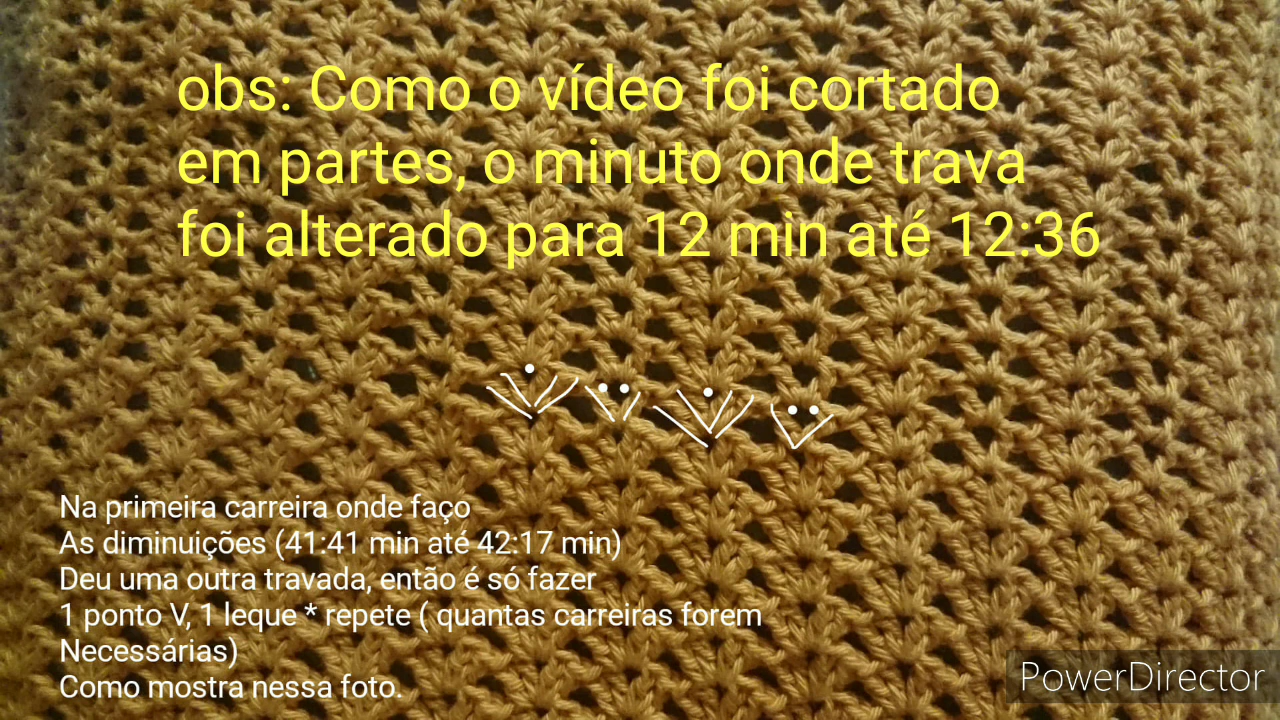 obs: Como o vídeo foi cortado
em partes, o minuto onde trava
foi alterado para 12 min até 12:36
Na primeira carreira onde faço
As diminuições (41:41 min até 42:17 min)
Deu uma outra travada, então é só fazer
1 ponto V, 1 leque * repete ( quantas carreiras forem
Necessárias)
Como mostra nessa foto.
PowerDirector